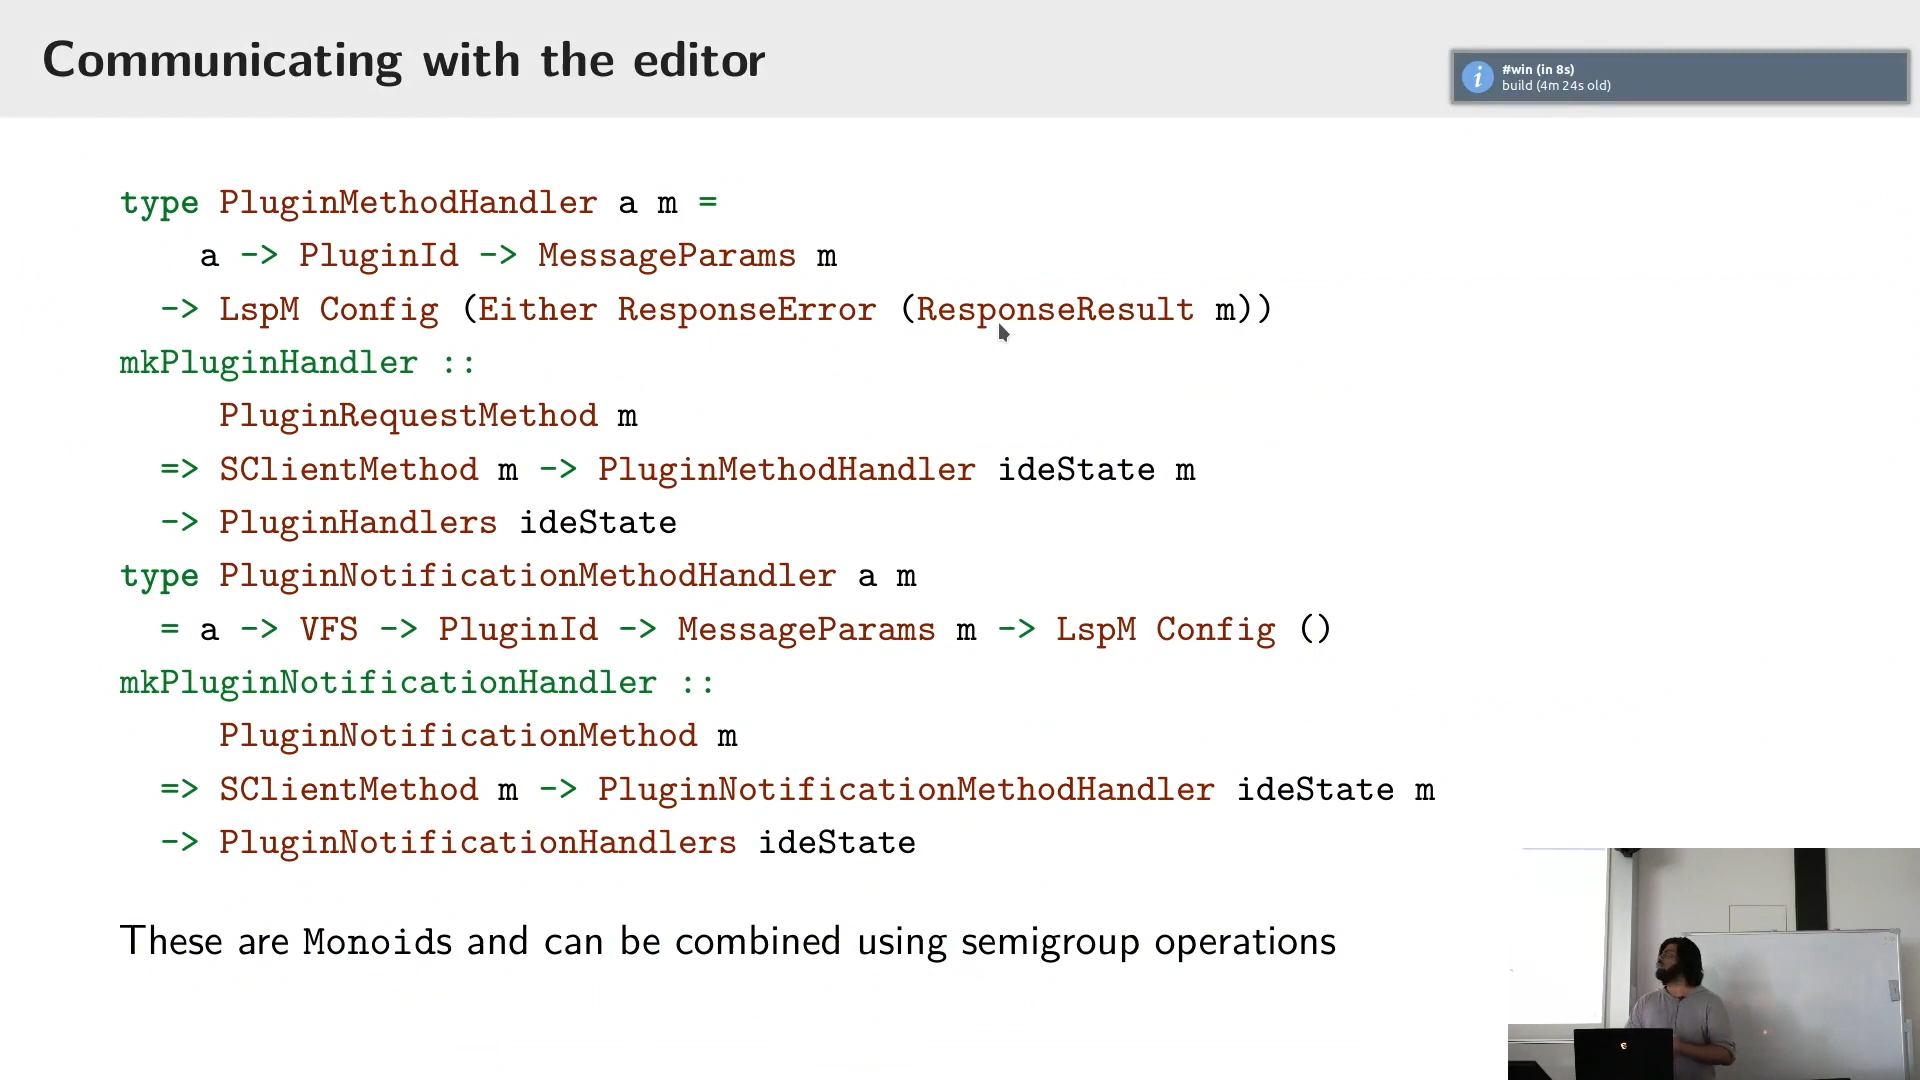 Communicating with the editor
#win (in 8s)
build (4m 24s old)
type PluginMethodHandler a m =
a -> PluginId -> MessageParams m
-> LspM Config (Either ResponseError (ResponseResult m))
mkPluginHandler ::
PluginRequestMethod m
=> SClientMethod m -> PluginMethodHandler ideState m
-> PluginHandlers ideState
type PluginNotificationMethodHandler a m
= a -> VFS -> PluginId -> MessageParams m -> LspM Config ()
mkPluginNotificationHandler ::
PluginNotificationMethod m
=> SClientMethod m -> PluginNotificationMethodHandler ideState m
-> PluginNotificationHandlers ideState
These are Monoids and can be combined using semigroup operations